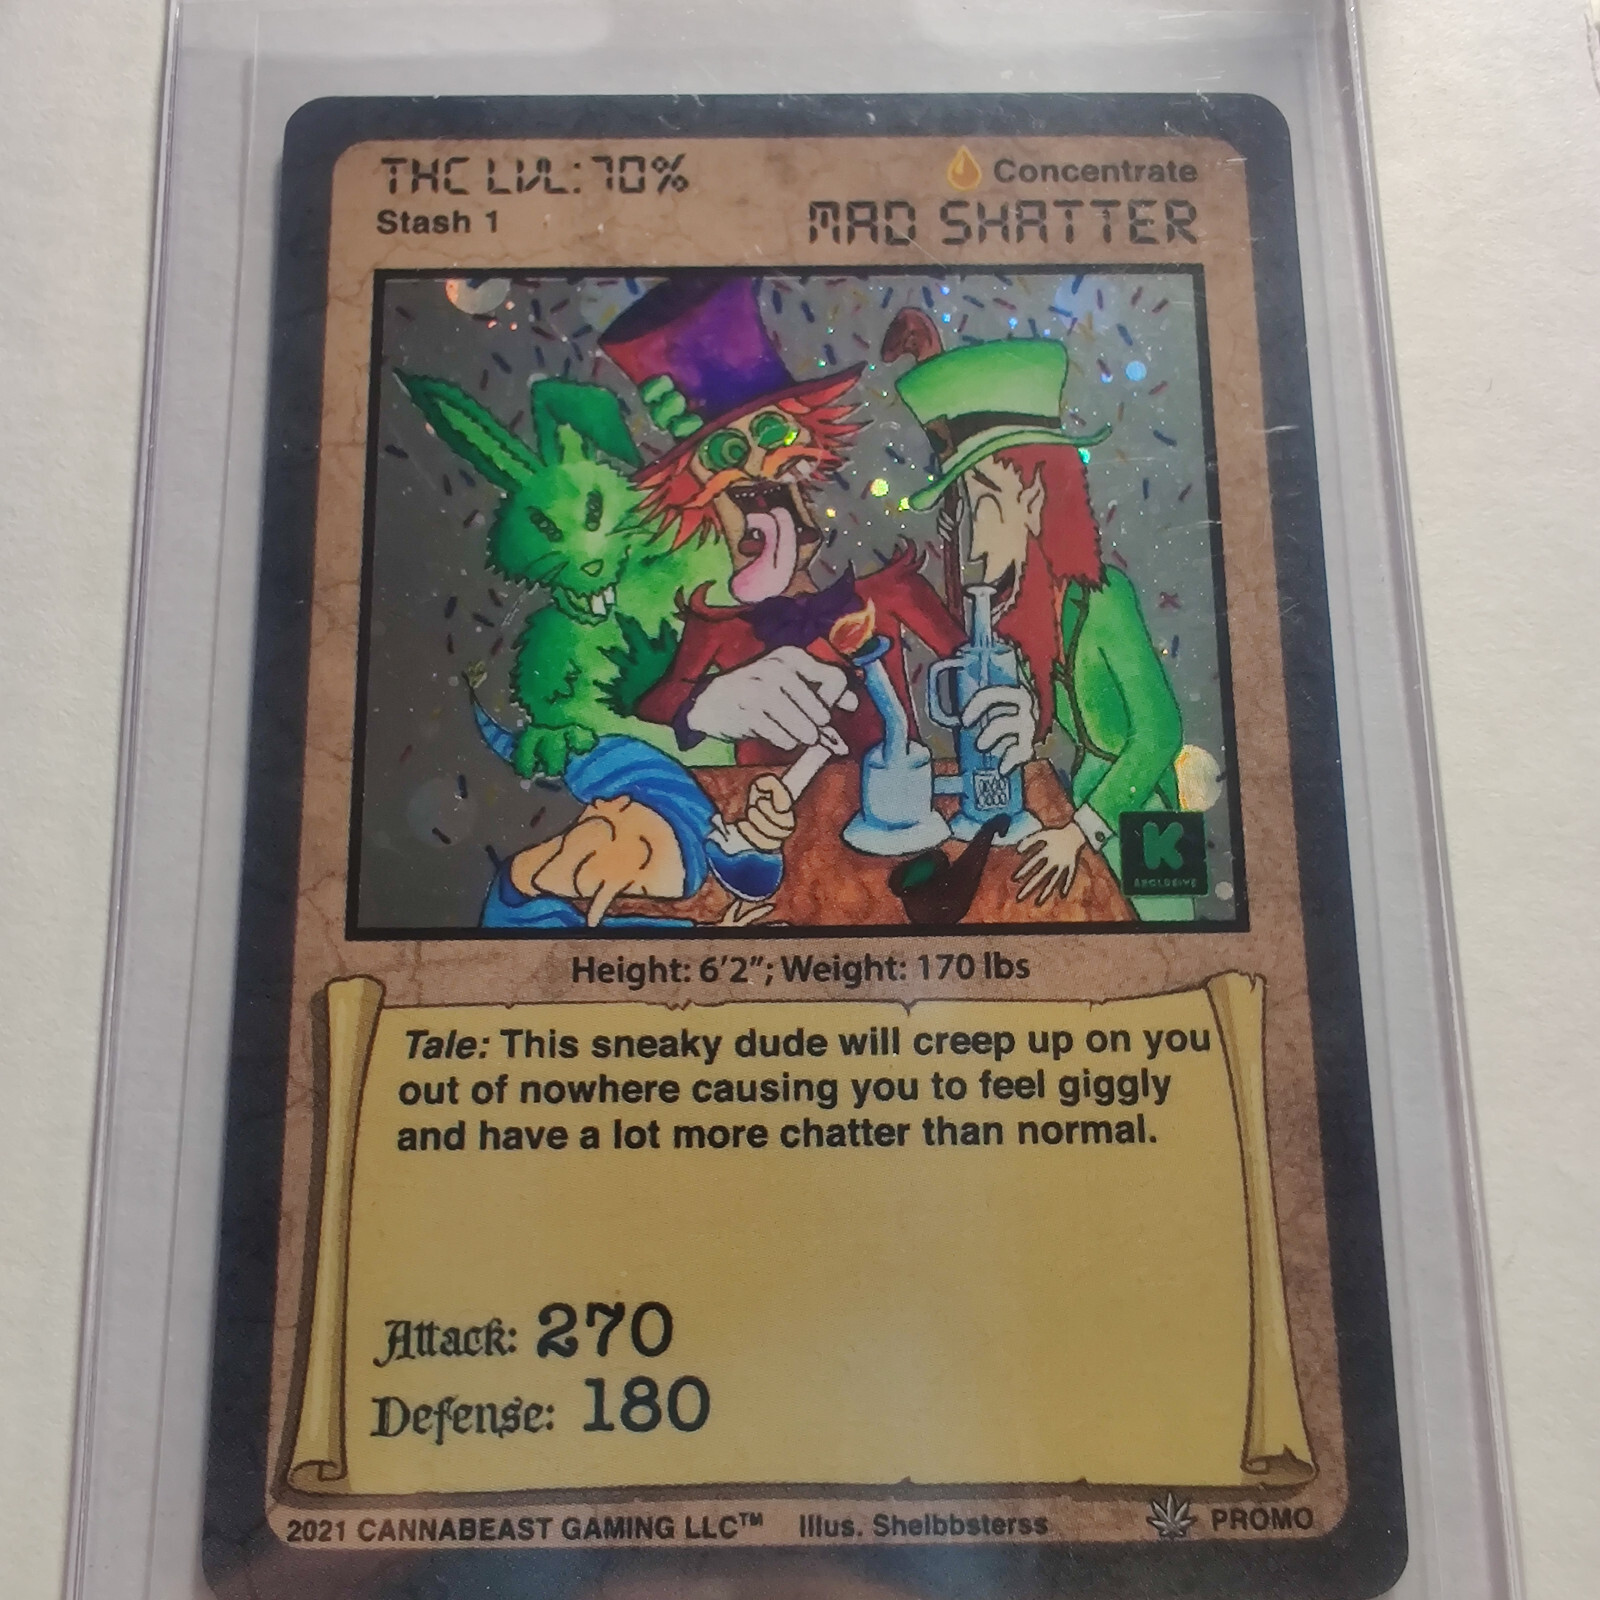 THC LVL: 70%
Concentrate
Stash 1
MAD SHATTER
K
EXCLUSIVE
Height: 6'2"; Weight: 170 lbs
Tale: This sneaky dude will creep up on you
out of nowhere causing you to feel giggly
and have a lot more chatter than normal.
Attack: 270
Defense: 180
2021 CANNABEAST GAMING LLC™ Illus. Shelbbsterss PROMO